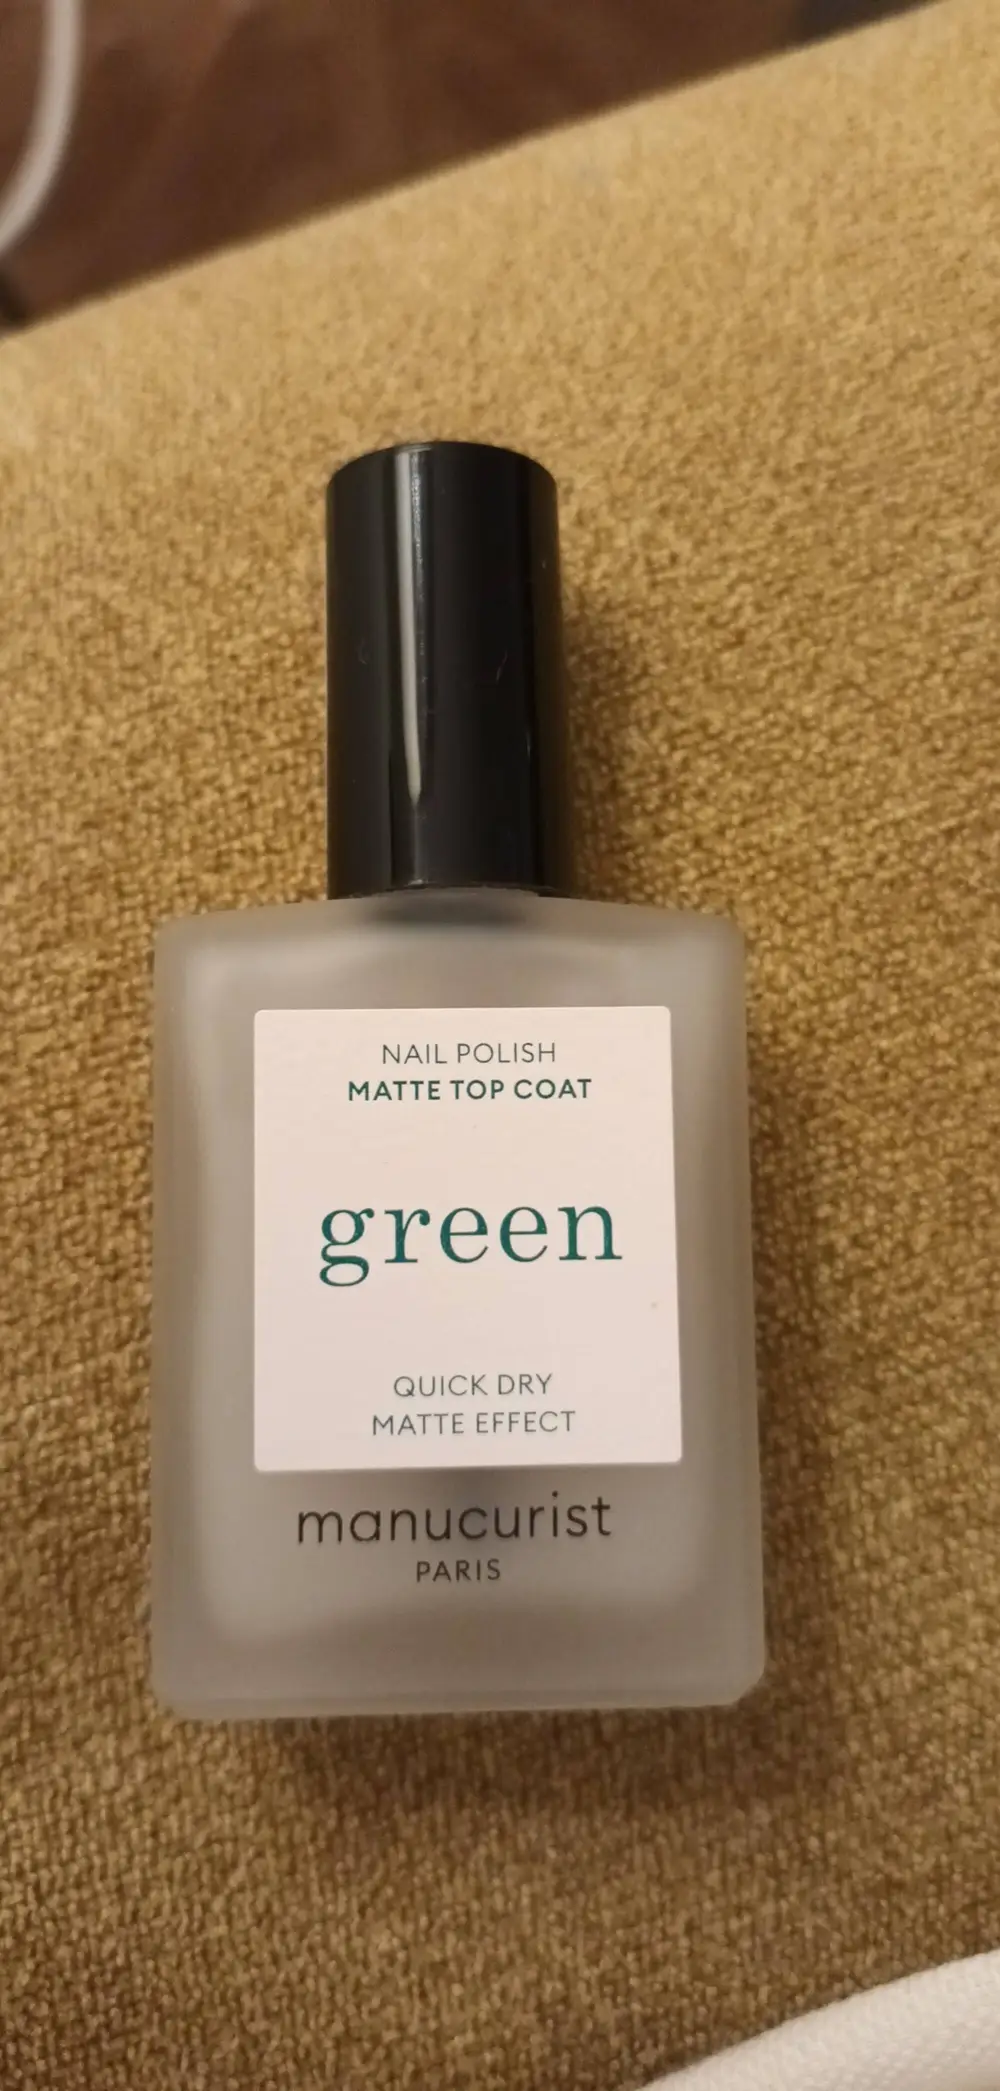 NAIL POLISH
MATTE TOP COAT
green
QUICK DRY
MATTE EFFECT
manucurist
PARIS